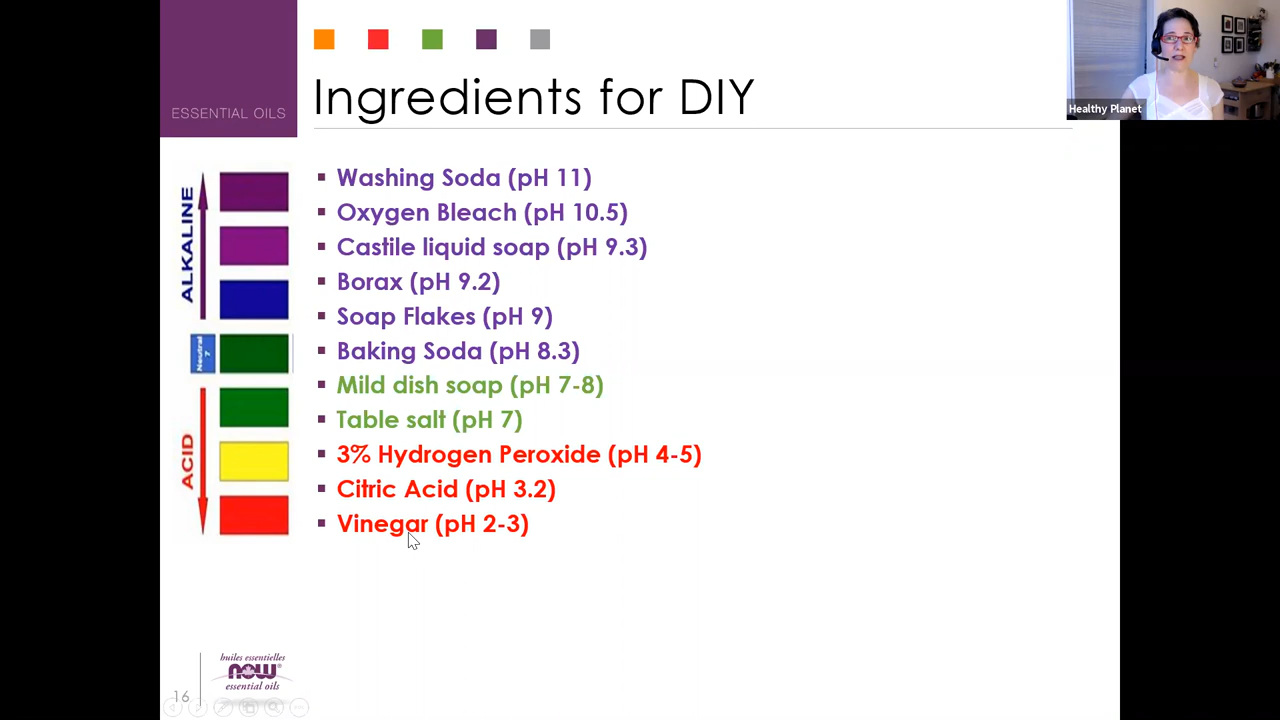 ESSENTIAL OILS
Ingredients for DIY
Healthy Planet
ALKALINE
Neutral
7
ACID
Washing Soda (pH 11)
Oxygen Bleach (pH 10.5)
Castile liquid soap (pH 9.3)
Borax (pH 9.2)
Soap Flakes (pH 9)
Baking Soda (pH 8.3)
Mild dish soap (pH 7-8)
Table salt (pH 7)
3% Hydrogen Peroxide (pH 4-5)
Citric Acid (pH 3.2)
Vinegar (pH 2-3)
16
huiles essentielles
now®
essential oils